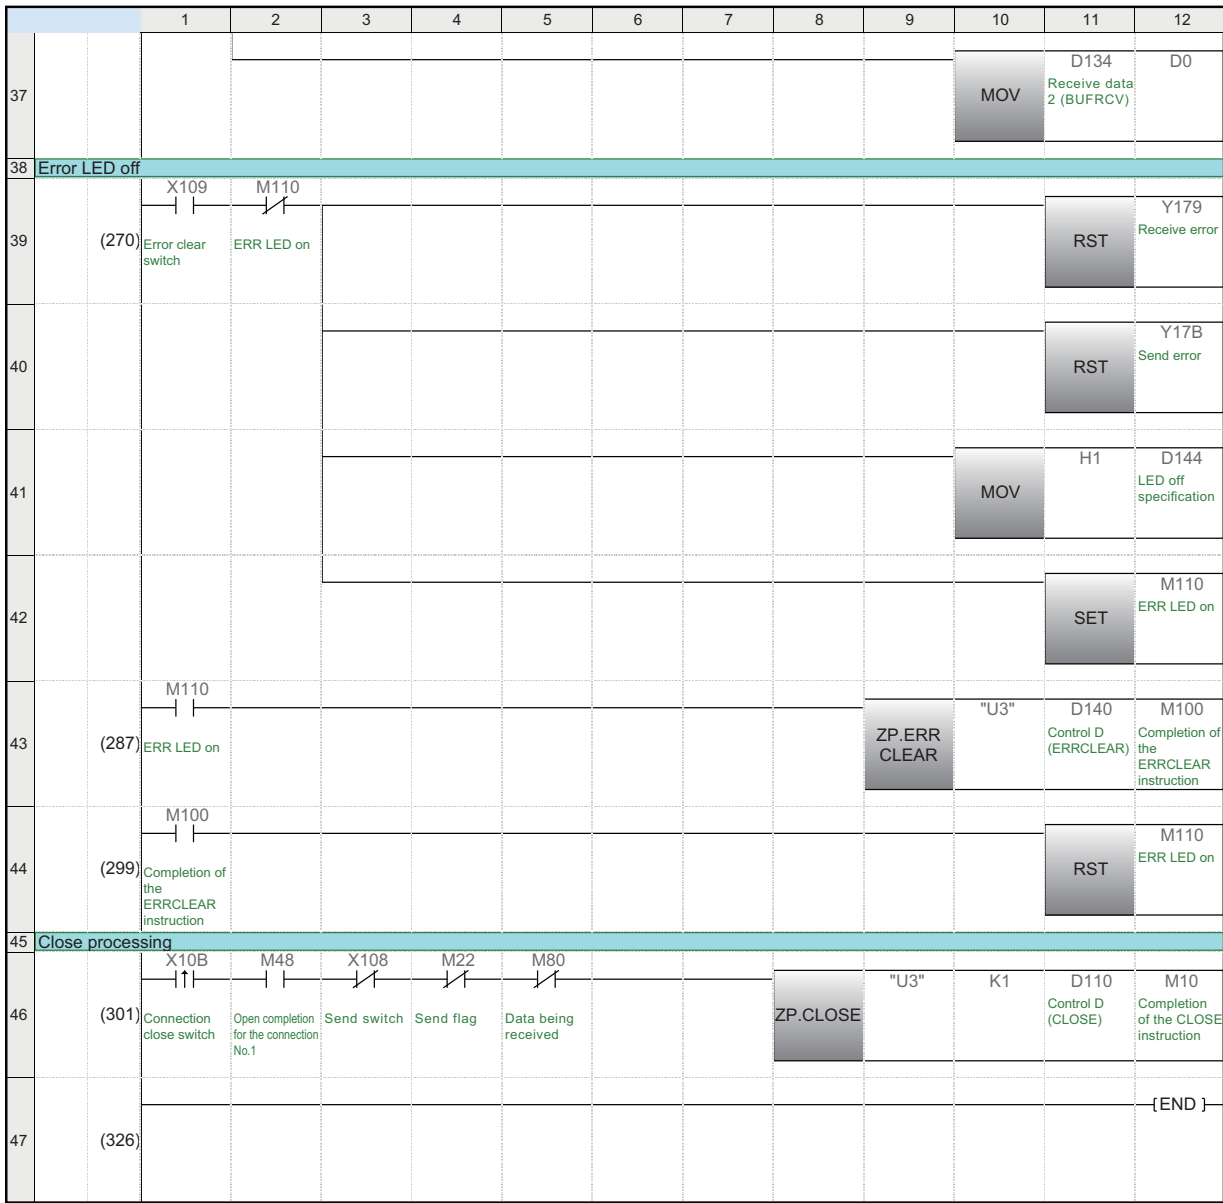 1 2 3 4 5 6 7 8 9 10 11 12
37
MOV
D134
Receive data
2 (BUFRCV)
D0
38 Error LED off
39
(270)
X109
Error clear
switch
M110
ERR LED on
RST
Y179
Receive error
40
RST
Y17B
Send error
41
MOV
H1
D144
LED off
specification
42
SET
M110
ERR LED on
43
(287)
M110
ERR LED on
ZP.ERR
CLEAR
"U3"
D140
Control D
(ERRCLEAR)
M100
Completion of
the
ERRCLEAR
instruction
44
(299)
M100
Completion of
the
ERRCLEAR
instruction
RST
M110
ERR LED on
45 Close processing
46
(301)
X10B
Connection
close switch
M48
Open completion
for the connection
No.1
X108
Send switch
M22
Send flag
M80
Data being
received
ZP.CLOSE
"U3"
K1
D110
Control D
(CLOSE)
M10
Completion
of the CLOSE
instruction
47
(326)
[END]